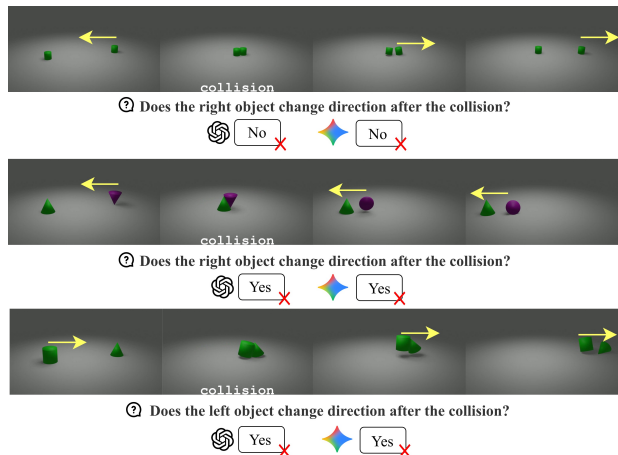 collision
Does the right object change direction after the collision?
No No
collision
Does the right object change direction after the collision?
Yes Yes
collision
Does the left object change direction after the collision?
Yes Yes